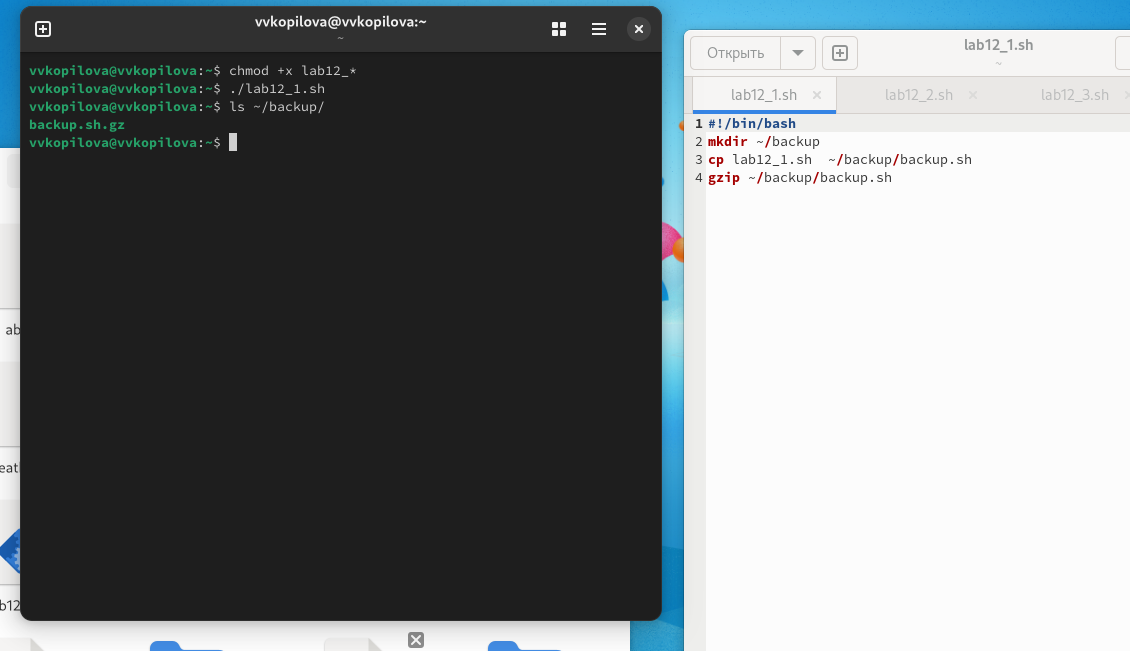 vvkopilova@vvkopilova:~
~
vvkopilova@vvkopilova:~$ chmod +x lab12_*
vvkopilova@vvkopilova:~$ ./lab12_1.sh
vvkopilova@vvkopilova:~$ ls ~/backup/
backup.sh.gz
vvkopilova@vvkopilova:~$
Открыть
lab12_1.sh
~
lab12_1.sh
lab12_2.sh
lab12_3.sh
1 #!/bin/bash
2 mkdir ~/backup
3 cp lab12_1.sh  ~/backup/backup.sh
4 gzip ~/backup/backup.sh
ab
eat
b12